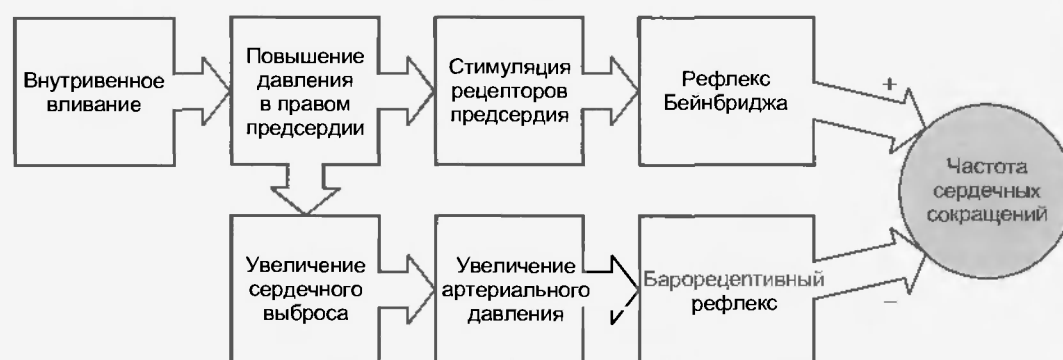 Внутривенное
вливание
Повышение
давления
в правом
предсердии
Стимуляция
рецепторов
предсердия
Рефлекс
Бейнбриджа
+
Частота
сердечных
сокращений
Увеличение
сердечного
выброса
Увеличение
артериального
давления
Барорецептивный
рефлекс
–